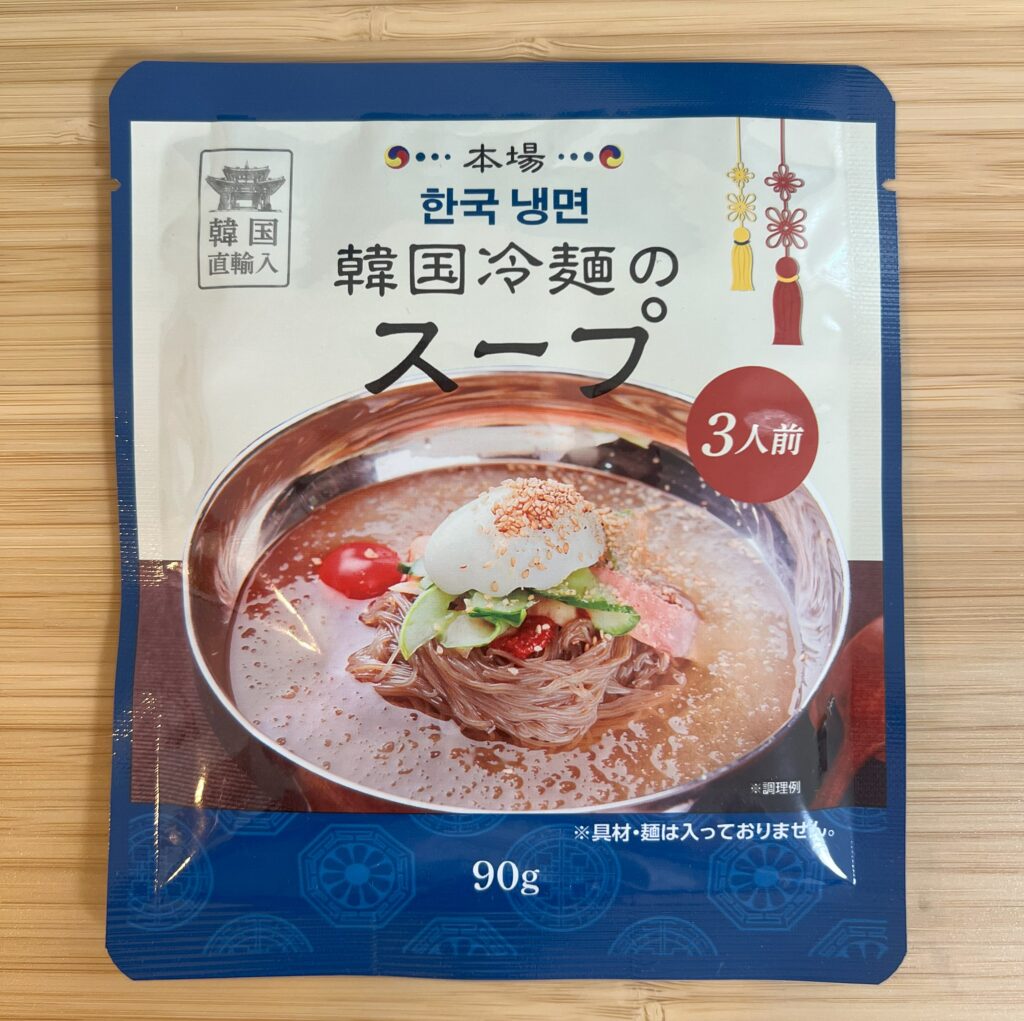 本場
한국 냉면
韓国冷麺の
スープ
韓国
直輸入
3人前
※調理例
※具材・麺は入っておりません。
90g